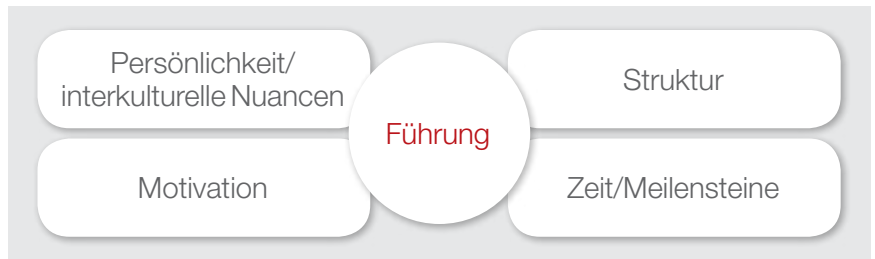 Persönlichkeit/
interkulturelle Nuancen
Struktur
Führung
Motivation
Zeit/Meilensteine